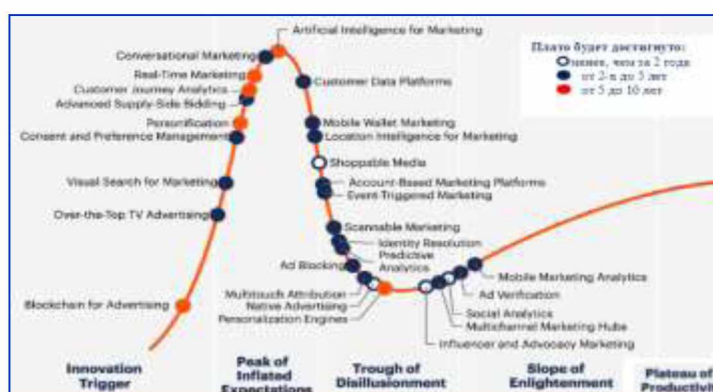 Artificial Intelligence for Marketing
Conversational Marketing
Real-Time Marketing
Customer Journey Analytics
Advanced Supply-Side Bidding
Personification
Consent and Preference Management
Visual Search for Marketing
Over-the-Top TV Advertising
Blockchain for Advertising
Плато будет достигнуто:
менее, чем за 2 года
от 2-х до 5 лет
от 5 до 10 лет
Customer Data Platforms
Mobile Wallet Marketing
Location Intelligence for Marketing
Shoppable Media
Account-Based Marketing Platforms
Event-Triggered Marketing
Scannable Marketing
Identity Resolution
Predictive
Analytics
Ad Blocking
Multitouch Attribution
Native Advertising
Personalization Engines
Mobile Marketing Analytics
Ad Verification
Social Analytics
Multichannel Marketing Hubs
Influencer and Advocacy Marketing
Innovation
Trigger
Peak of
Inflated
Expectations
Trough of
Disillusionment
Slope of
Enlightenment
Plateau of